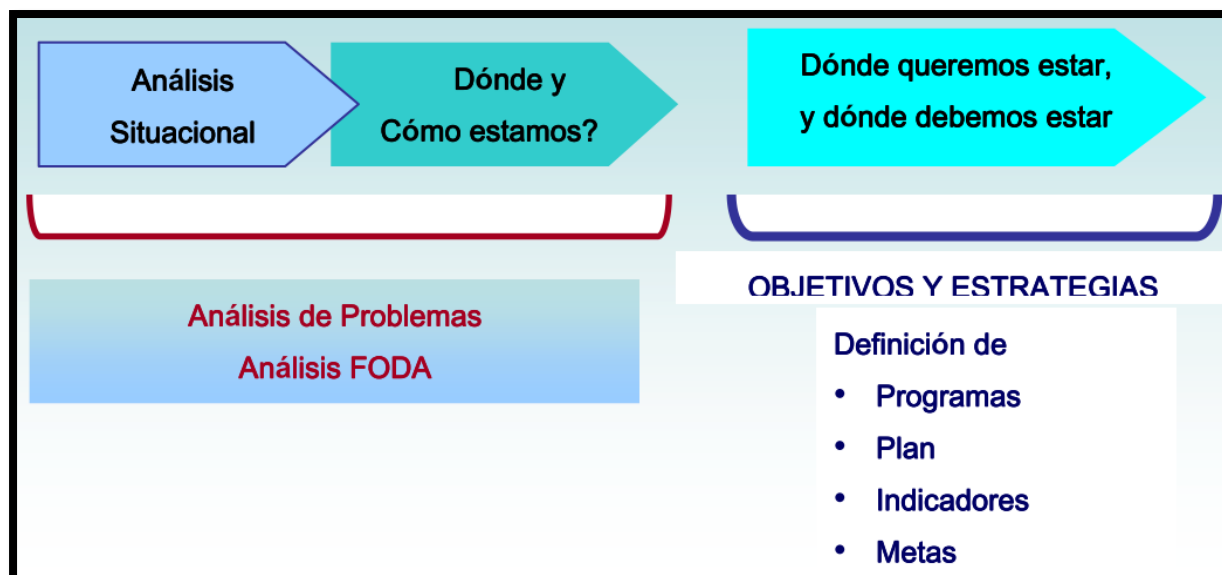 Análisis
Situacional
Dónde y
Cómo estamos?
Dónde queremos estar,
y dónde debemos estar
Análisis de Problemas
Análisis FODA
OBJETIVOS Y ESTRATEGIAS
Definición de
• Programas
• Plan
• Indicadores
• Metas